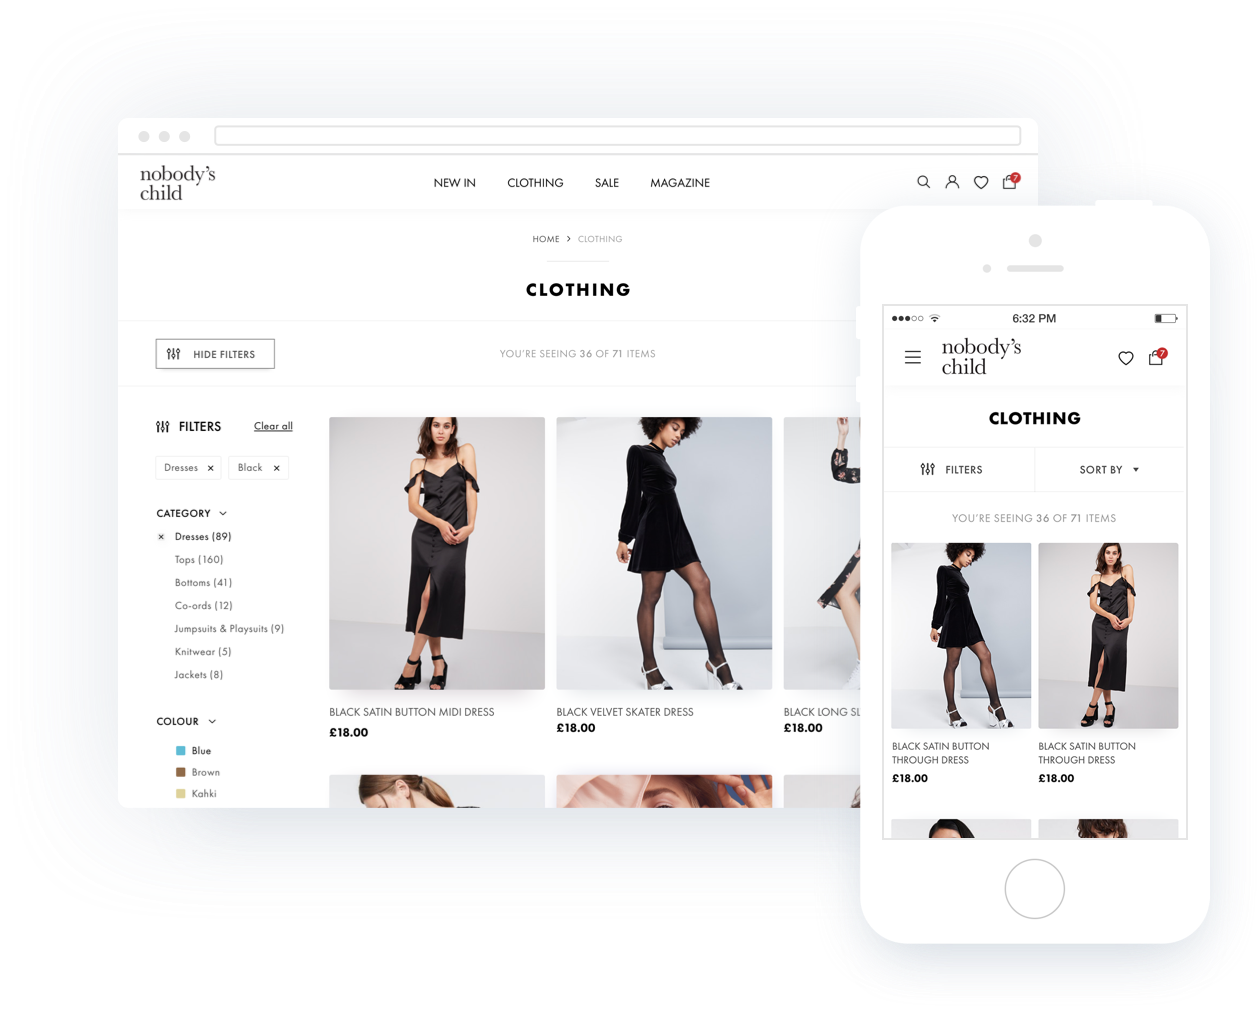 nobody's
child
NEW IN CLOTHING SALE MAGAZINE
7
HOME > CLOTHING
CLOTHING
HIDE FILTERS
YOU'RE SEEING 36 OF 71 ITEMS
FILTERS Clear all
Dresses × Black ×
CATEGORY
× Dresses (89)
Tops (160)
Bottoms (41)
Co-ords (12)
Jumpsuits & Playsuits (9)
Knitwear (5)
Jackets (8)
COLOUR
Blue
Brown
Kahki
BLACK SATIN BUTTON MIDI DRESS
£18.00
BLACK VELVET SKATER DRESS
£18.00
BLACK LONG SL
£18.00
6:32 PM
nobody's
child
7
CLOTHING
FILTERS
SORT BY
YOU'RE SEEING 36 OF 71 ITEMS
BLACK SATIN BUTTON
THROUGH DRESS
£18.00
BLACK SATIN BUTTON
THROUGH DRESS
£18.00